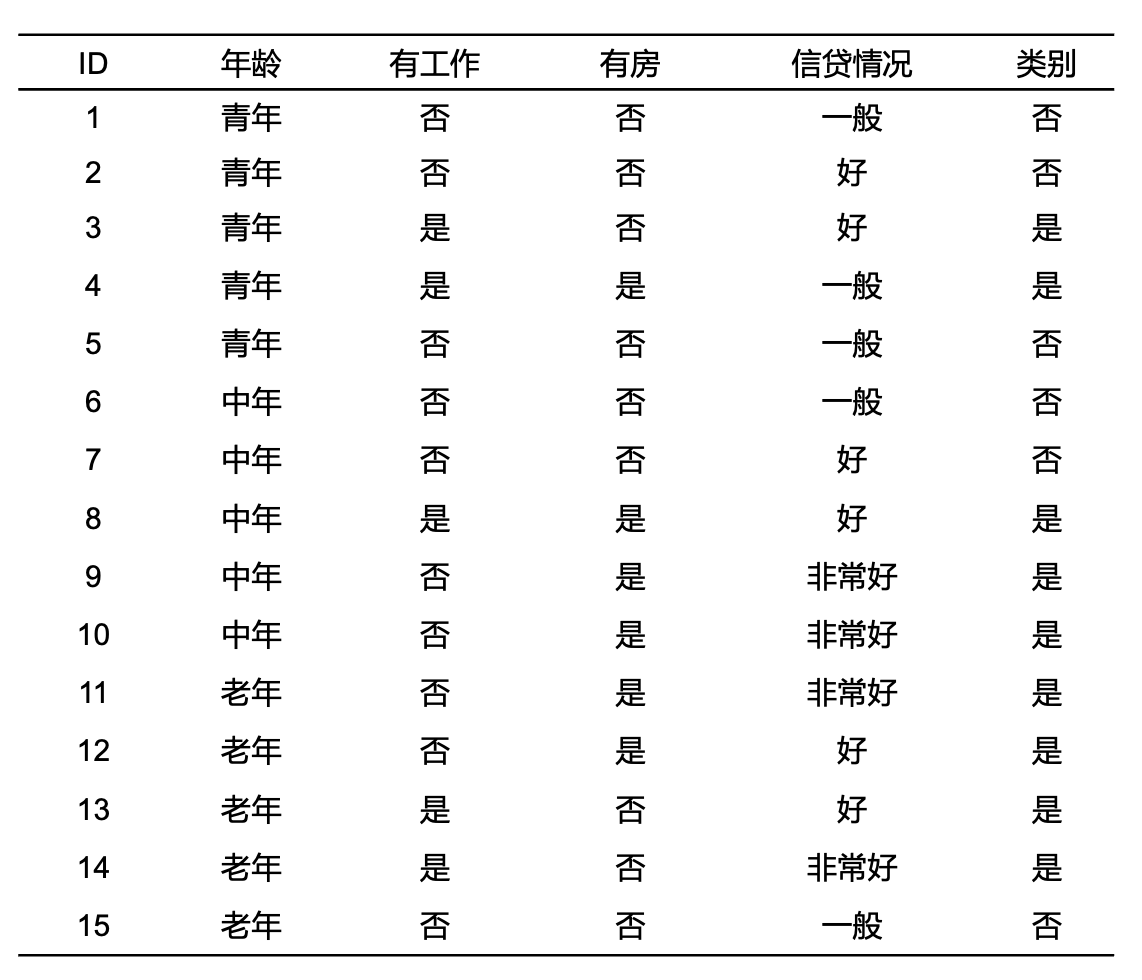 ID 年龄 有工作 有房 信贷情况 类别
1 青年 否 否 一般 否
2 青年 否 否 好 否
3 青年 是 否 好 是
4 青年 是 是 一般 是
5 青年 否 否 一般 否
6 中年 否 否 一般 否
7 中年 否 否 好 否
8 中年 是 是 好 是
9 中年 否 是 非常好 是
10 中年 否 是 非常好 是
11 老年 否 是 非常好 是
12 老年 否 是 好 是
13 老年 是 否 好 是
14 老年 是 否 非常好 是
15 老年 否 否 一般 否